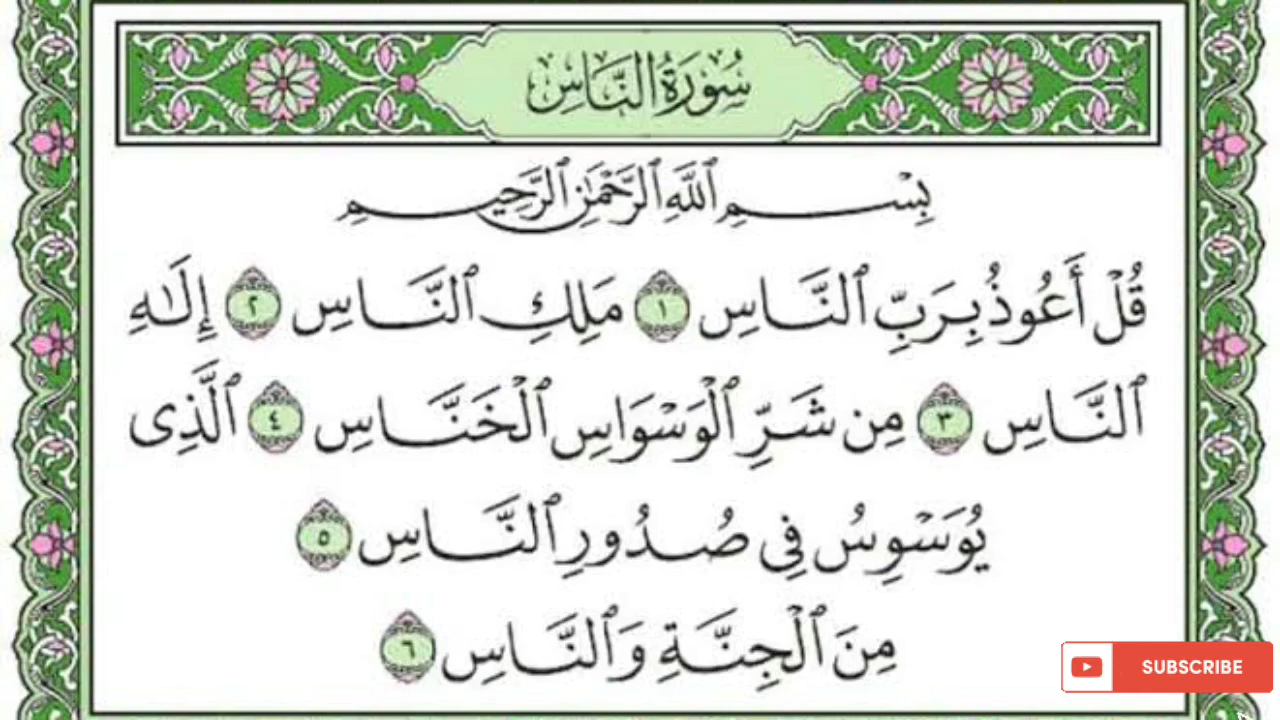 سُورَةُ النَّاسِ
بِسْمِ ٱللَّهِ ٱلرَّحْمَٰنِ ٱلرَّحِيمِ
قُلْ أَعُوذُ بِرَبِّ ٱلنَّاسِ ١ مَلِكِ ٱلنَّاسِ ٢ إِلَٰهِ
ٱلنَّاسِ ٣ مِن شَرِّ ٱلْوَسْوَاسِ ٱلْخَنَّاسِ ٤ ٱلَّذِى
يُوَسْوِسُ فِى صُدُورِ ٱلنَّاسِ ٥
مِنَ ٱلْجِنَّةِ وَٱلنَّاسِ ٦
SUBSCRIBE